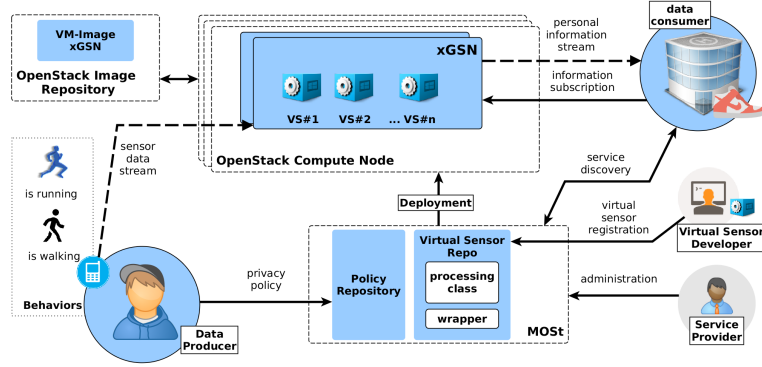 VM-Image
xGSN
OpenStack Image
Repository
xGSN
VS#1
VS#2
... VS#n
OpenStack Compute Node
personal
information
stream
information
subscription
data
consumer
sensor
data
stream
is running
is walking
Behaviors
service
discovery
Deployment
virtual
sensor
registration
Virtual Sensor
Developer
privacy
policy
Policy
Repository
Virtual Sensor
Repo
processing
class
wrapper
MOSt
administration
Service
Provider
Data
Producer